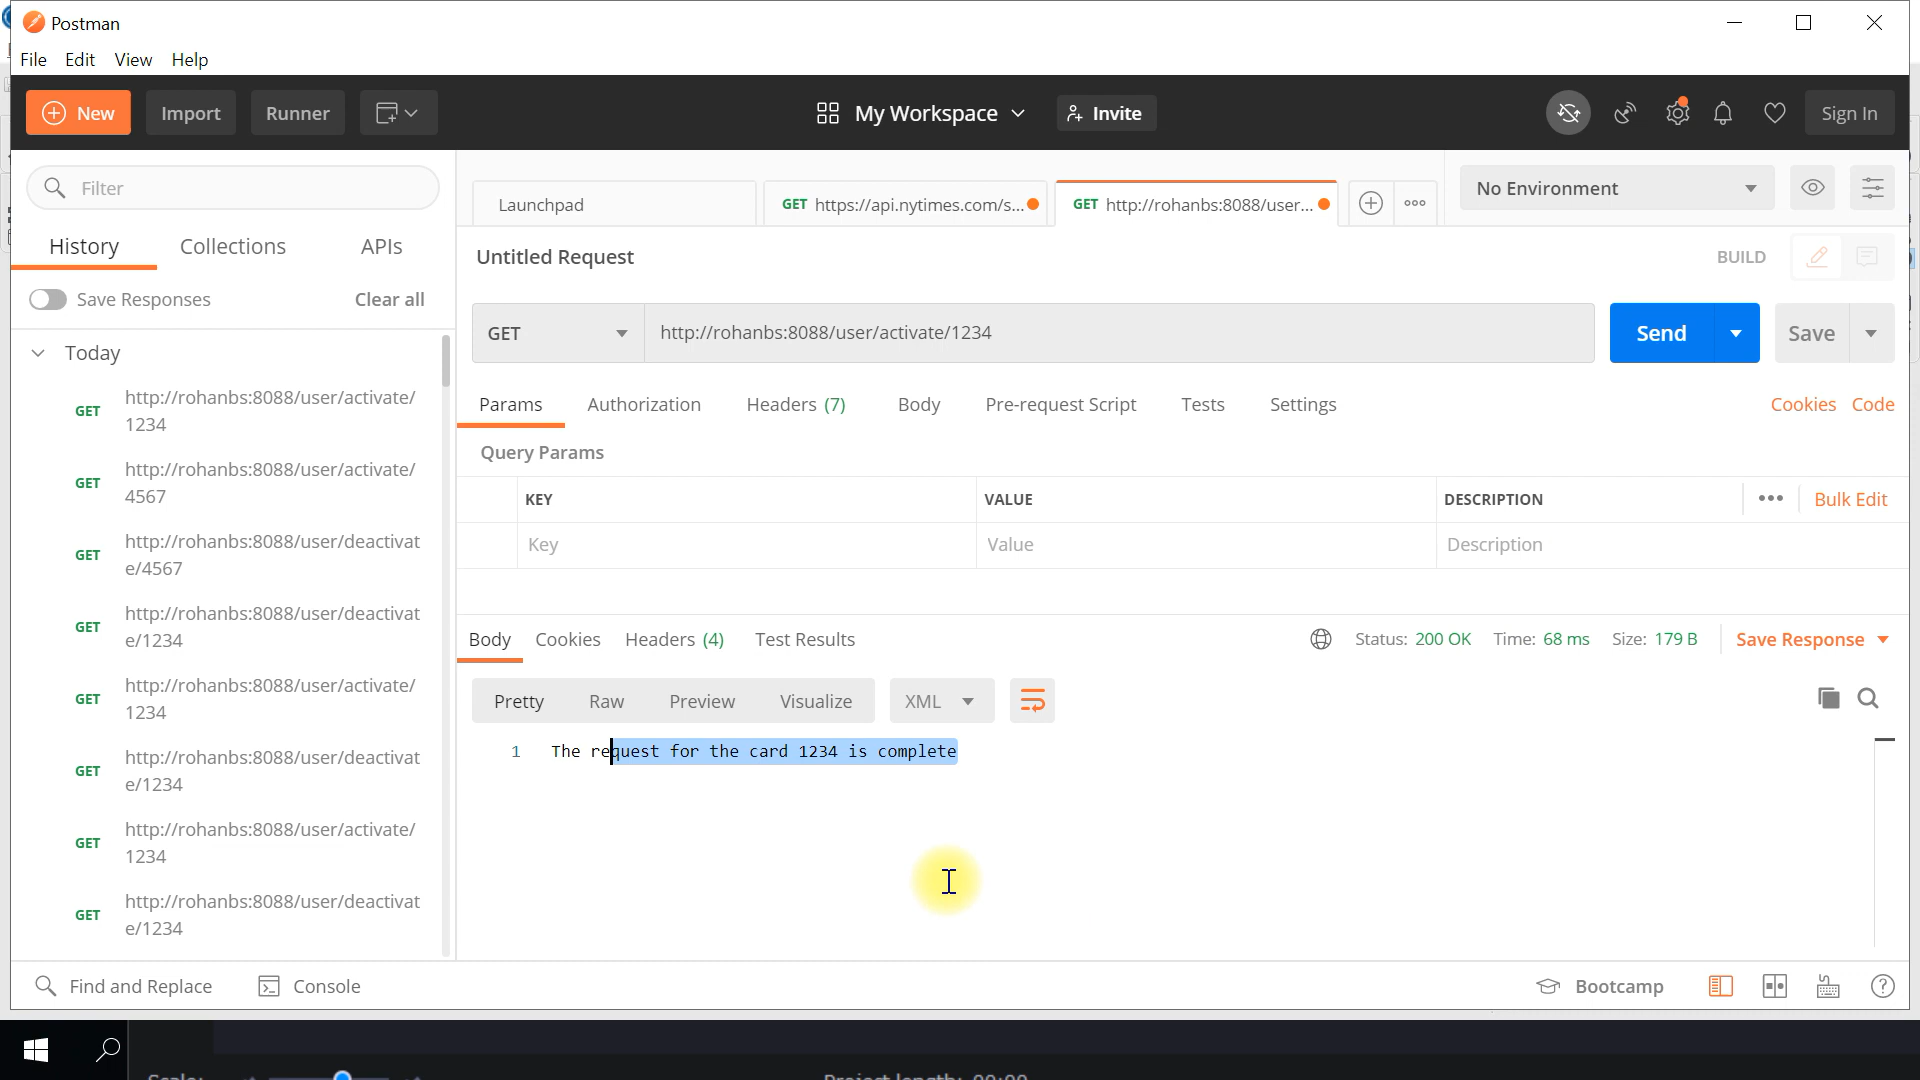 Postman
File Edit View Help
New Import Runner My Workspace Invite Sign In
Filter
Launchpad GET https://api.nytimes.com/s... GET http://rohanbs:8088/user... No Environment
History Collections APIs
Untitled Request BUILD
Save Responses Clear all
GET http://rohanbs:8088/user/activate/1234 Send Save
Today
GET http://rohanbs:8088/user/activate/
1234
GET http://rohanbs:8088/user/activate/
4567
GET http://rohanbs:8088/user/deactivat
e/4567
GET http://rohanbs:8088/user/deactivat
e/1234
GET http://rohanbs:8088/user/activate/
1234
GET http://rohanbs:8088/user/deactivat
e/1234
GET http://rohanbs:8088/user/activate/
1234
GET http://rohanbs:8088/user/deactivat
e/1234
Params Authorization Headers (7) Body Pre-request Script Tests Settings Cookies Code
Query Params
KEY VALUE DESCRIPTION Bulk Edit
Key Value Description
Body Cookies Headers (4) Test Results Status: 200 OK Time: 68 ms Size: 179 B Save Response
Pretty Raw Preview Visualize XML
1 The request for the card 1234 is complete
Find and Replace Console Bootcamp